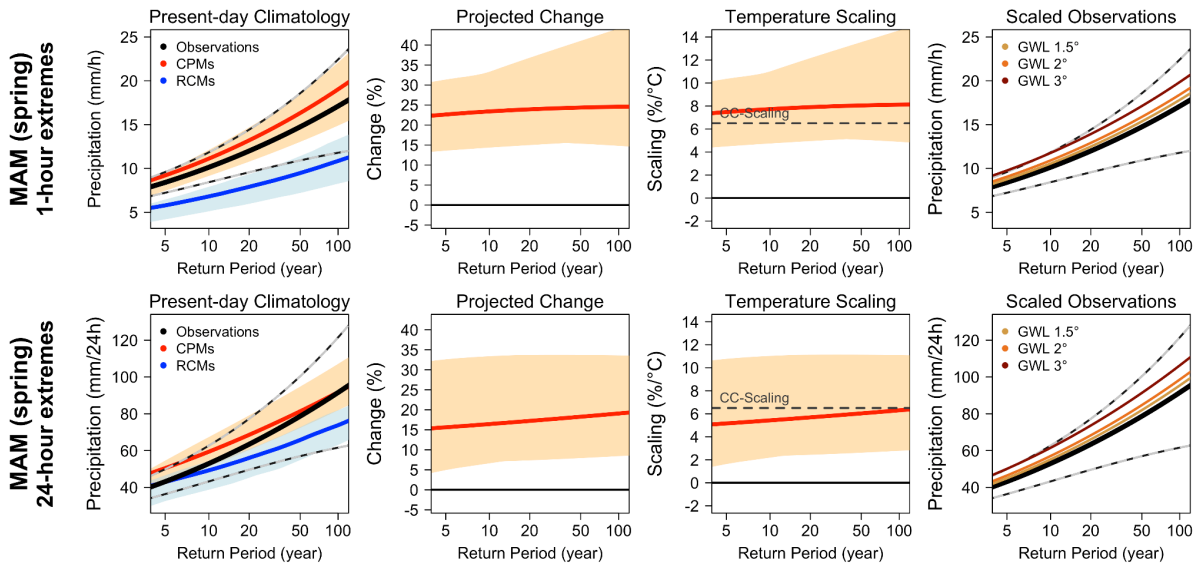 MAM (spring)
1-hour extremes
Present-day Climatology
Precipitation (mm/h)
25
20
15
10
5
Observations
CPMs
RCMs
5 10 20 50 100
Return Period (year)
Projected Change
Change (%)
40
35
30
25
20
15
10
5
0
-5
5 10 20 50 100
Return Period (year)
Temperature Scaling
Scaling (%/°C)
14
12
10
8
6
4
2
0
-2
CC-Scaling
5 10 20 50 100
Return Period (year)
Scaled Observations
Precipitation (mm/h)
25
20
15
10
5
GWL 1.5°
GWL 2°
GWL 3°
5 10 20 50 100
Return Period (year)
MAM (spring)
24-hour extremes
Present-day Climatology
Precipitation (mm/24h)
120
100
80
60
40
Observations
CPMs
RCMs
5 10 20 50 100
Return Period (year)
Projected Change
Change (%)
40
35
30
25
20
15
10
5
0
-5
5 10 20 50 100
Return Period (year)
Temperature Scaling
Scaling (%/°C)
14
12
10
8
6
4
2
0
-2
CC-Scaling
5 10 20 50 100
Return Period (year)
Scaled Observations
Precipitation (mm/24h)
120
100
80
60
40
GWL 1.5°
GWL 2°
GWL 3°
5 10 20 50 100
Return Period (year)